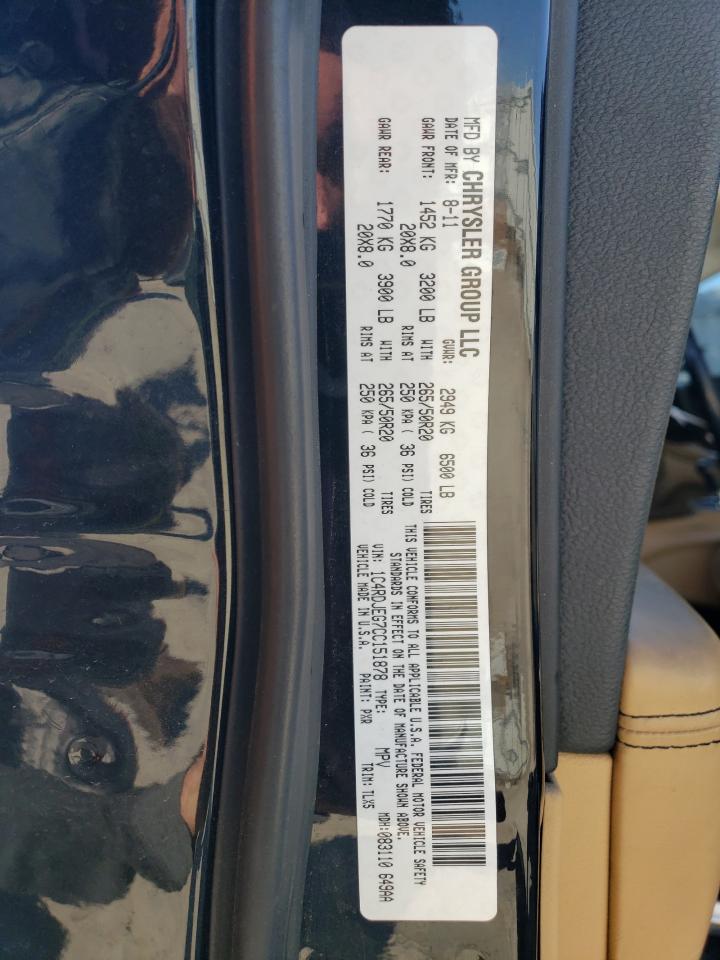 MFD BY CHRYSLER GROUP LLC
DATE OF MFR: 8-11 GVWR: 2949 KG 6500 LB
GAWR FRONT: 1452 KG 3200 LB WITH 265/50R20 TIRES
20X8.0 RIMS AT 250 KPA ( 36 PSI) COLD
GAWR REAR: 1770 KG 3900 LB WITH 265/50R20 TIRES
20X8.0 RIMS AT 250 KPA ( 36 PSI) COLD
THIS VEHICLE CONFORMS TO ALL APPLICABLE U.S.A. FEDERAL MOTOR VEHICLE SAFETY
STANDARDS IN EFFECT ON THE DATE OF MANUFACTURE SHOWN ABOVE.
VIN: 1C4RDJEG7CC151878 TYPE: MPV MDH:083110 649AA
VEHICLE MADE IN U.S.A. PAINT: PXR TRIM: TLX5